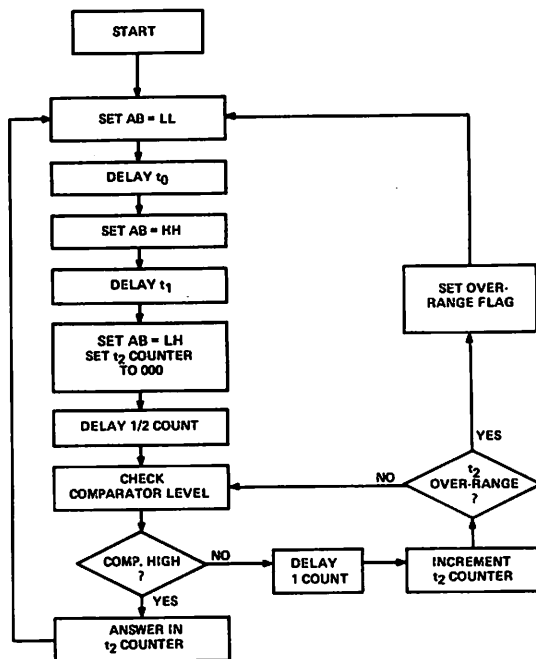 START
SET AB = LL
DELAY t0
SET AB = HH
DELAY t1
SET AB = LH
SET t2 COUNTER
TO 000
DELAY 1/2 COUNT
CHECK
COMPARATOR LEVEL
COMP. HIGH
?
NO
YES
ANSWER IN
t2 COUNTER
DELAY
1 COUNT
INCREMENT
t2 COUNTER
t2
OVER-RANGE
?
NO
YES
SET OVER-
RANGE FLAG